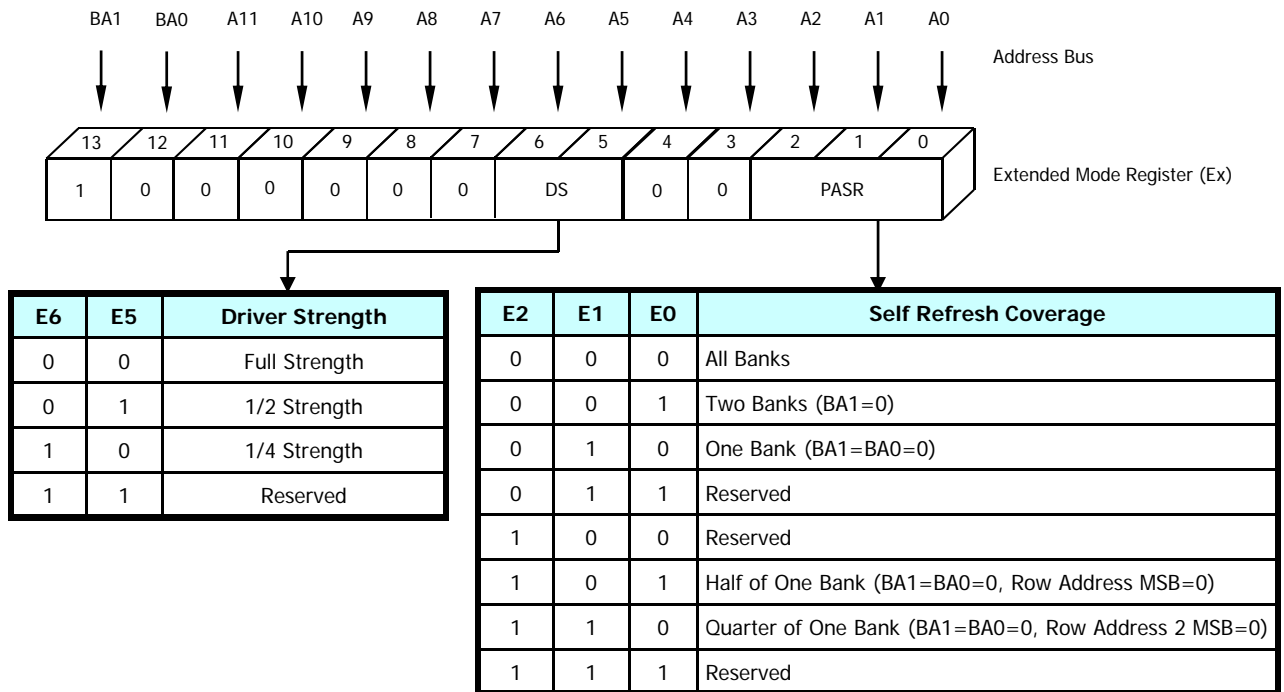 BA1 BA0 A11 A10 A9 A8 A7 A6 A5 A4 A3 A2 A1 A0
Address Bus
13 12 11 10 9 8 7 6 5 4 3 2 1 0
1 0 0 0 0 0 0 DS 0 0 PASR
Extended Mode Register (Ex)
E6 E5 Driver Strength
0 0 Full Strength
0 1 1/2 Strength
1 0 1/4 Strength
1 1 Reserved
E2 E1 E0 Self Refresh Coverage
0 0 0 All Banks
0 0 1 Two Banks (BA1=0)
0 1 0 One Bank (BA1=BA0=0)
0 1 1 Reserved
1 0 0 Reserved
1 0 1 Half of One Bank (BA1=BA0=0, Row Address MSB=0)
1 1 0 Quarter of One Bank (BA1=BA0=0, Row Address 2 MSB=0)
1 1 1 Reserved